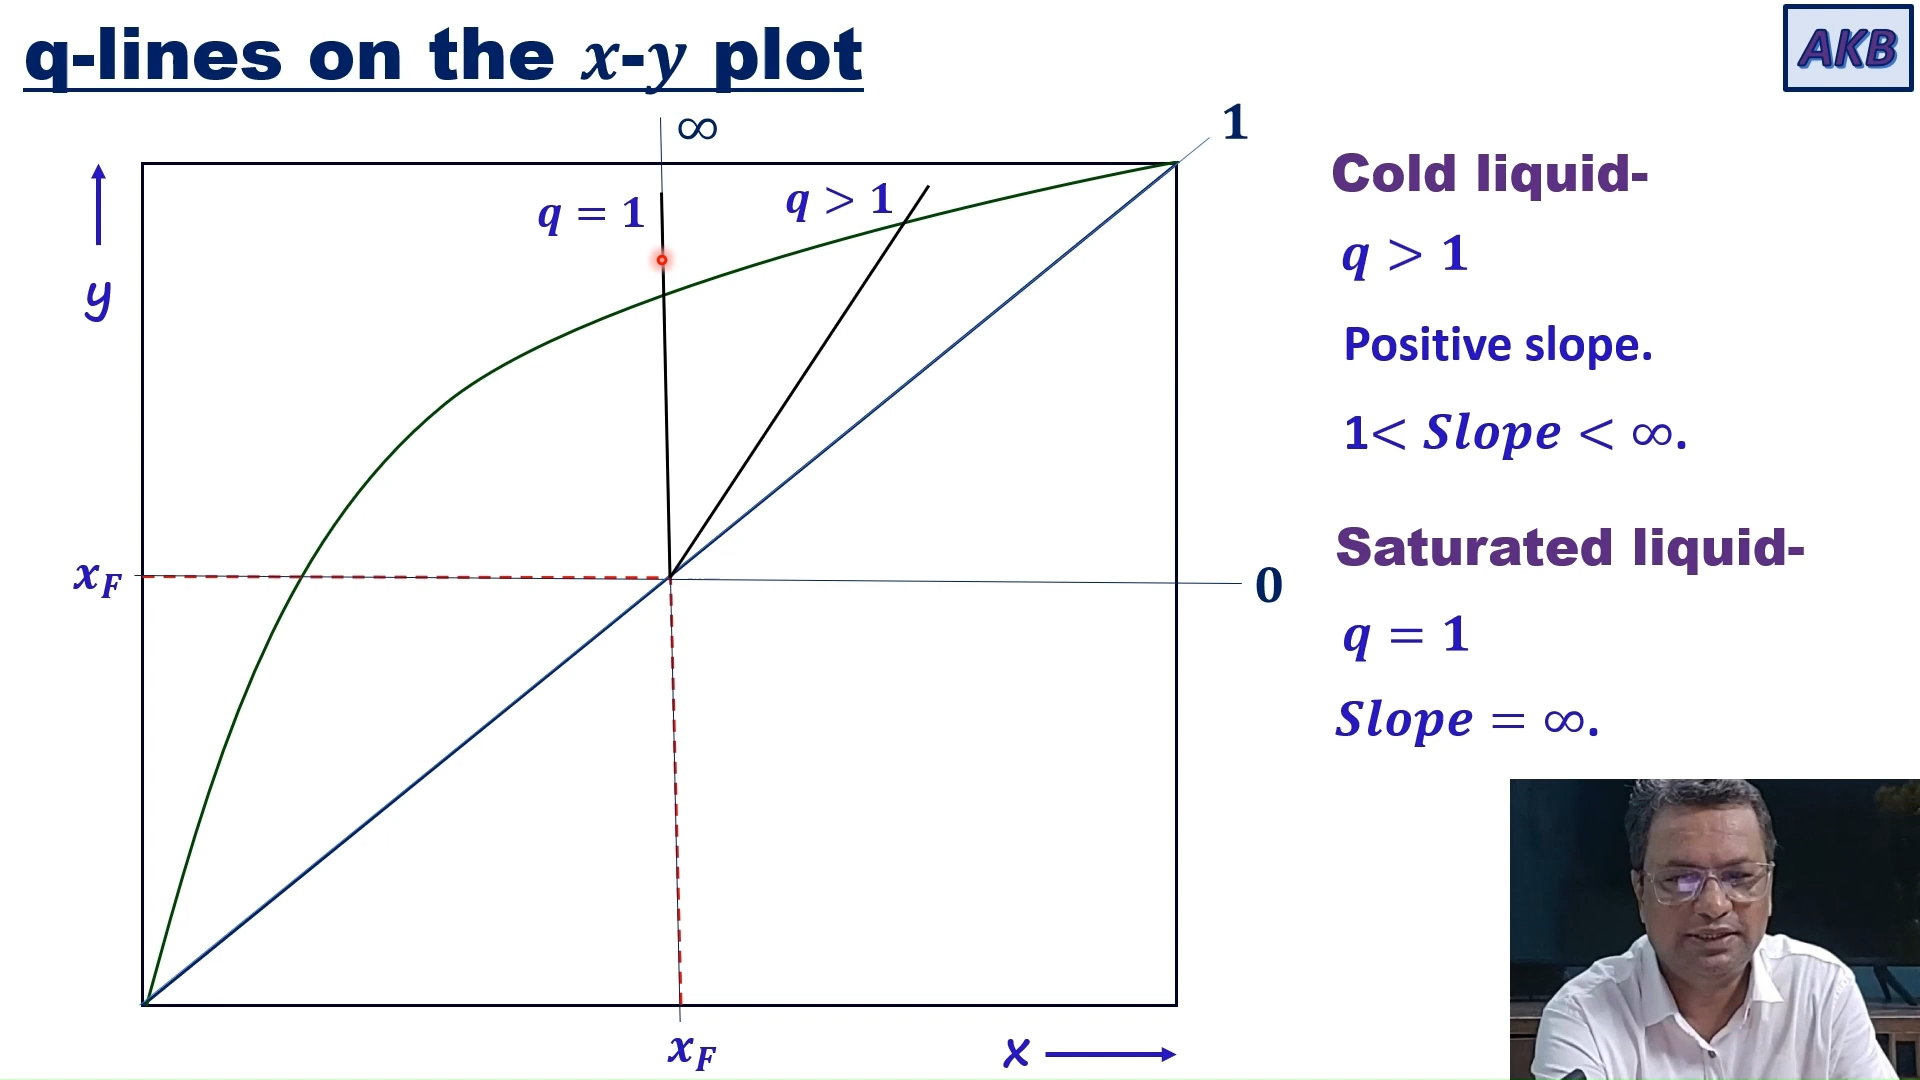 q-lines on the x-y plot
AKB
∞
1
q = 1
q > 1
y
x_F
0
x_F
x
Cold liquid-
q > 1
Positive slope.
1< Slope < ∞.
Saturated liquid-
q = 1
Slope = ∞.